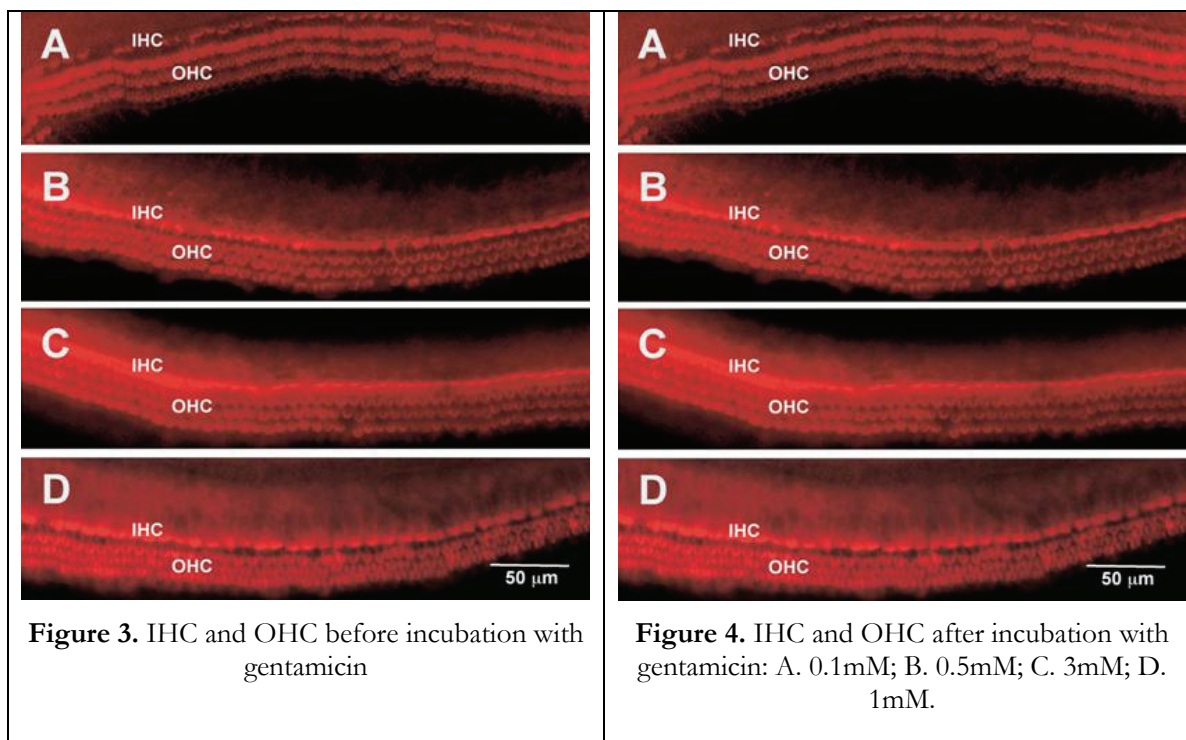 A
IHC
OHC
B
IHC
OHC
C
IHC
OHC
D
IHC
OHC
50 μm
Figure 3. IHC and OHC before incubation with
gentamicin
A
IHC
OHC
B
IHC
OHC
C
IHC
OHC
D
IHC
OHC
50 μm
Figure 4. IHC and OHC after incubation with
gentamicin: A. 0.1mM; B. 0.5mM; C. 3mM; D.
1mM.